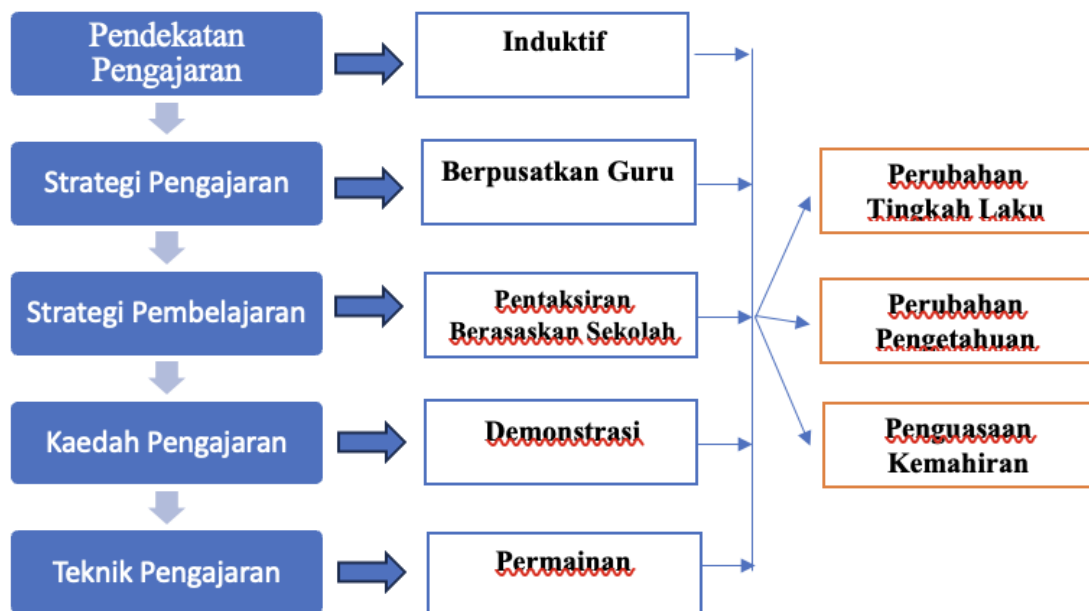 Pendekatan
Pengajaran
Induktif
Strategi Pengajaran
Berpusatkan Guru
Perubahan
Tingkah Laku
Strategi Pembelajaran
Pentaksiran
Berasaskan Sekolah
Perubahan
Pengetahuan
Kaedah Pengajaran
Demonstrasi
Penguasaan
Kemahiran
Teknik Pengajaran
Permainan